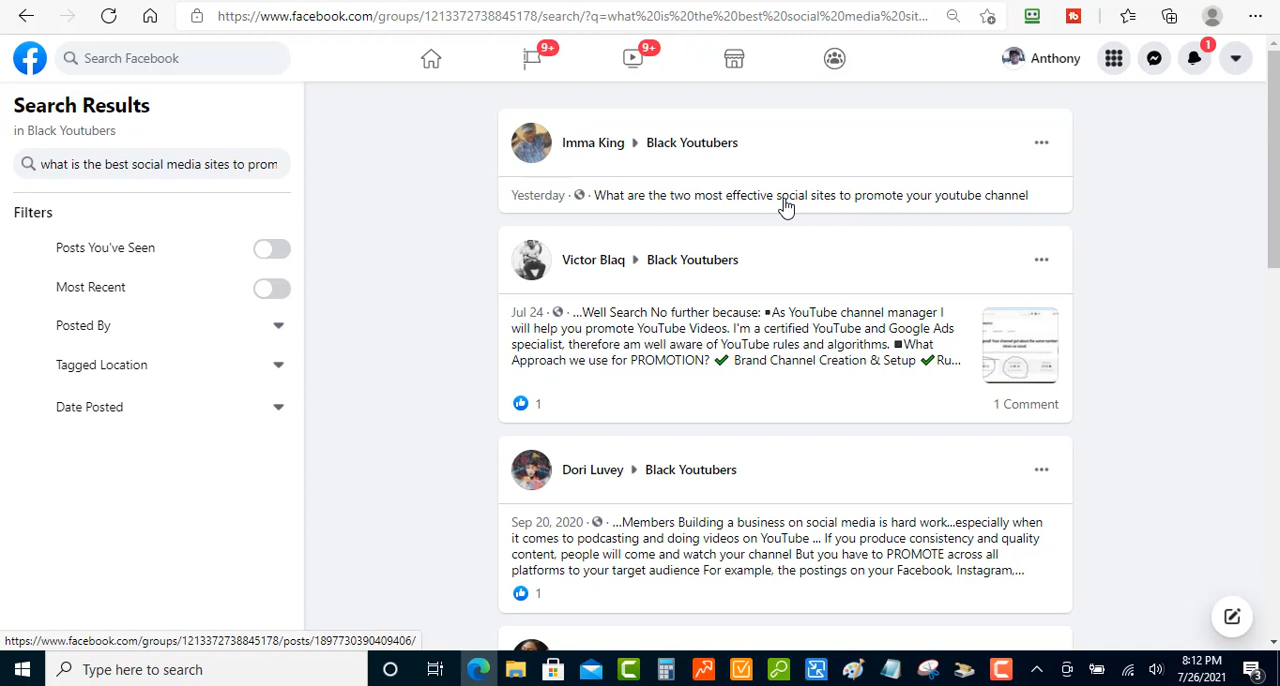 https://www.facebook.com/groups/1213372738845178/search/?q=what%20is%20the%20best%20social%20media%20sit...
Search Facebook
9+
9+
Anthony
1
Search Results
in Black Youtubers
what is the best social media sites to prom
Filters
Posts You've Seen
Most Recent
Posted By
Tagged Location
Date Posted
Imma King ▶ Black Youtubers
Yesterday · What are the two most effective social sites to promote your youtube channel
Victor Blaq ▶ Black Youtubers
Jul 24 · ...Well Search No further because: ▪As YouTube channel manager I
will help you promote YouTube Videos. I'm a certified YouTube and Google Ads
specialist, therefore am well aware of YouTube rules and algorithms. ◾What
Approach we use for PROMOTION? ✔ Brand Channel Creation & Setup ✔Ru...
1
1 Comment
Dori Luvey ▶ Black Youtubers
Sep 20, 2020 · ...Members Building a business on social media is hard work...especially when
it comes to podcasting and doing videos on YouTube ... If you produce consistency and quality
content, people will come and watch your channel But you have to PROMOTE across all
platforms to your target audience For example, the postings on your Facebook, Instagram,...
1
https://www.facebook.com/groups/1213372738845178/posts/1897730390409406/
Type here to search
8:12 PM
7/26/2021
3